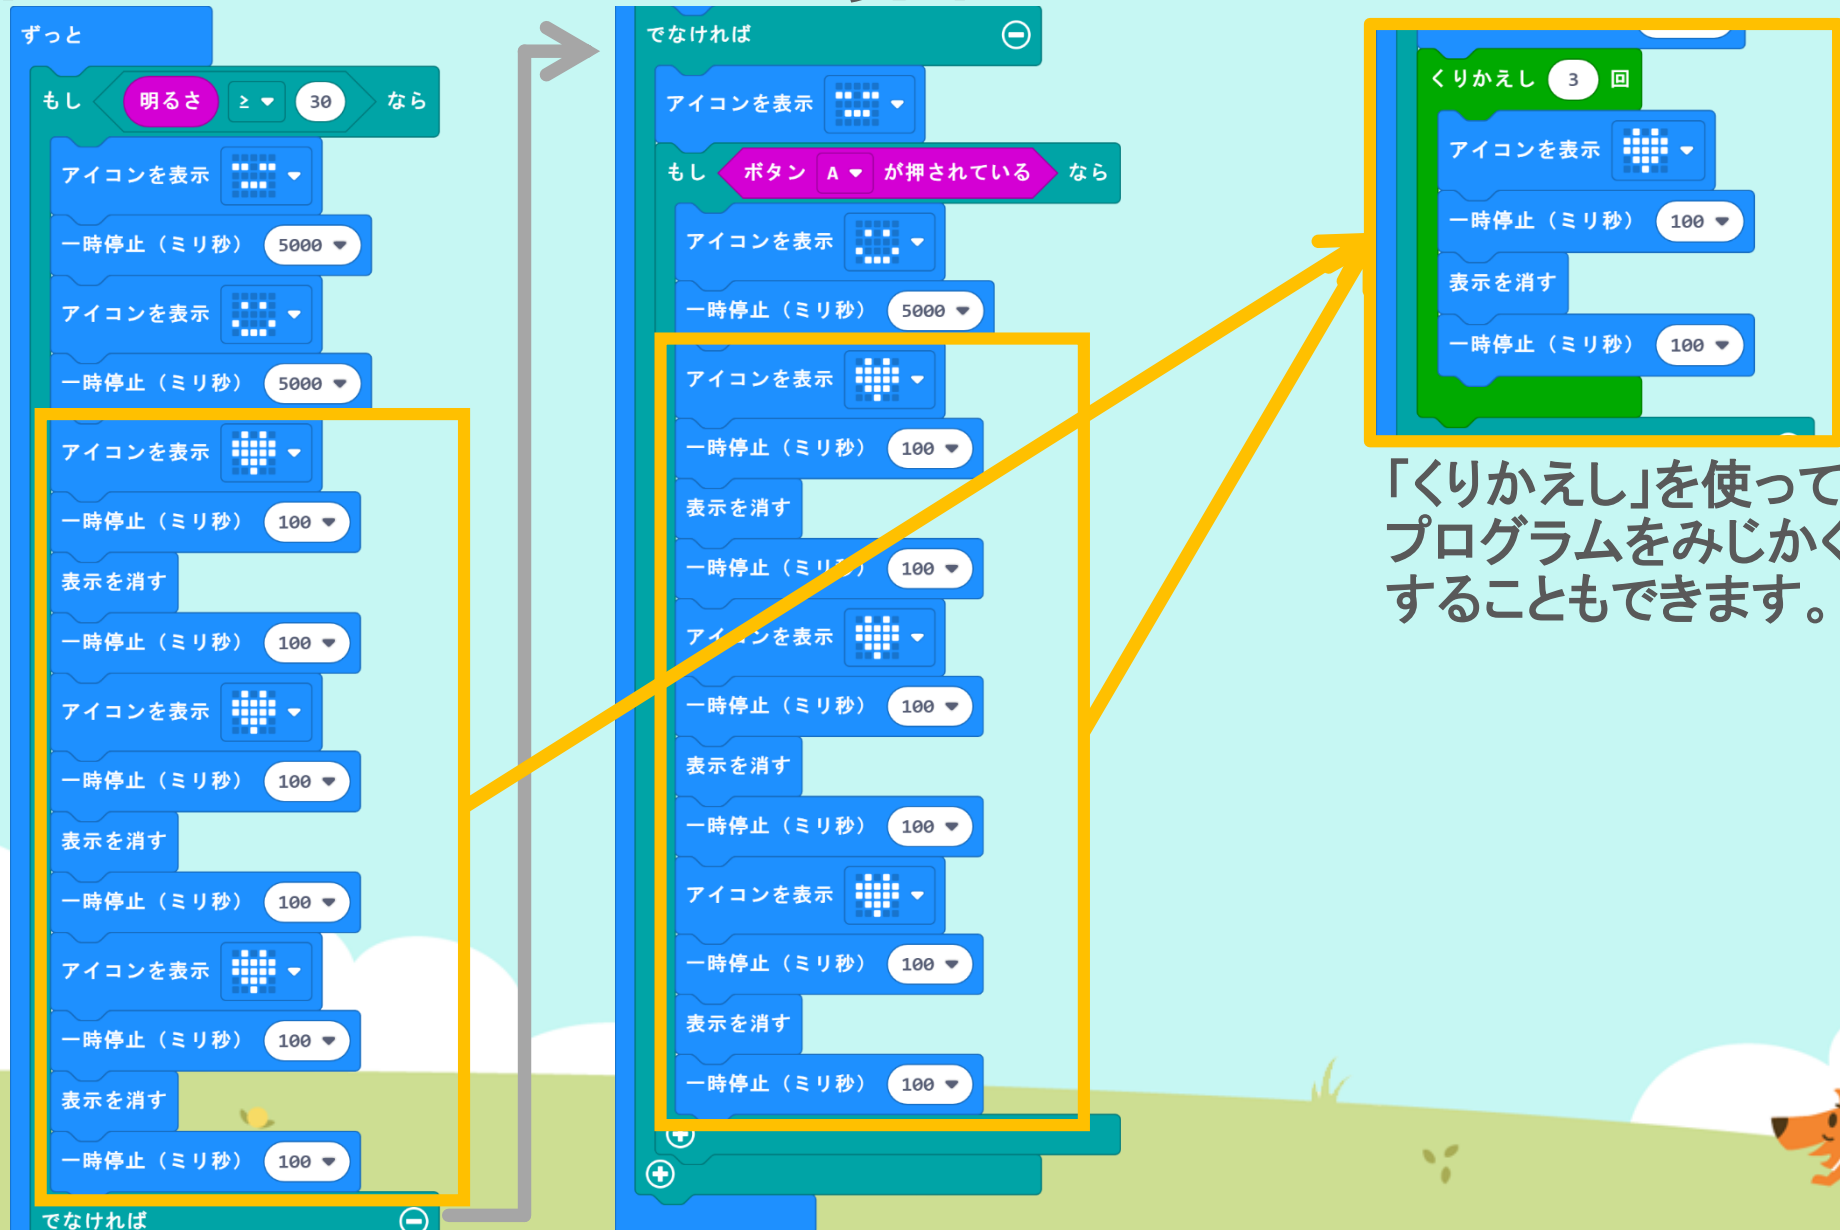 ずっと
もし 明るさ ≥ 30 なら
アイコンを表示
一時停止（ミリ秒） 5000
アイコンを表示
一時停止（ミリ秒） 5000
アイコンを表示
一時停止（ミリ秒） 100
表示を消す
一時停止（ミリ秒） 100
アイコンを表示
一時停止（ミリ秒） 100
表示を消す
一時停止（ミリ秒） 100
アイコンを表示
一時停止（ミリ秒） 100
表示を消す
一時停止（ミリ秒） 100
でなければ
でなければ
アイコンを表示
もし ボタン A が押されている なら
アイコンを表示
一時停止（ミリ秒） 5000
アイコンを表示
一時停止（ミリ秒） 100
表示を消す
一時停止（ミリ秒） 100
アイコンを表示
一時停止（ミリ秒） 100
表示を消す
一時停止（ミリ秒） 100
アイコンを表示
一時停止（ミリ秒） 100
表示を消す
一時停止（ミリ秒） 100
くりかえし 3 回
アイコンを表示
一時停止（ミリ秒） 100
表示を消す
一時停止（ミリ秒） 100
「くりかえし」を使って
プログラムをみじかく
することもできます。